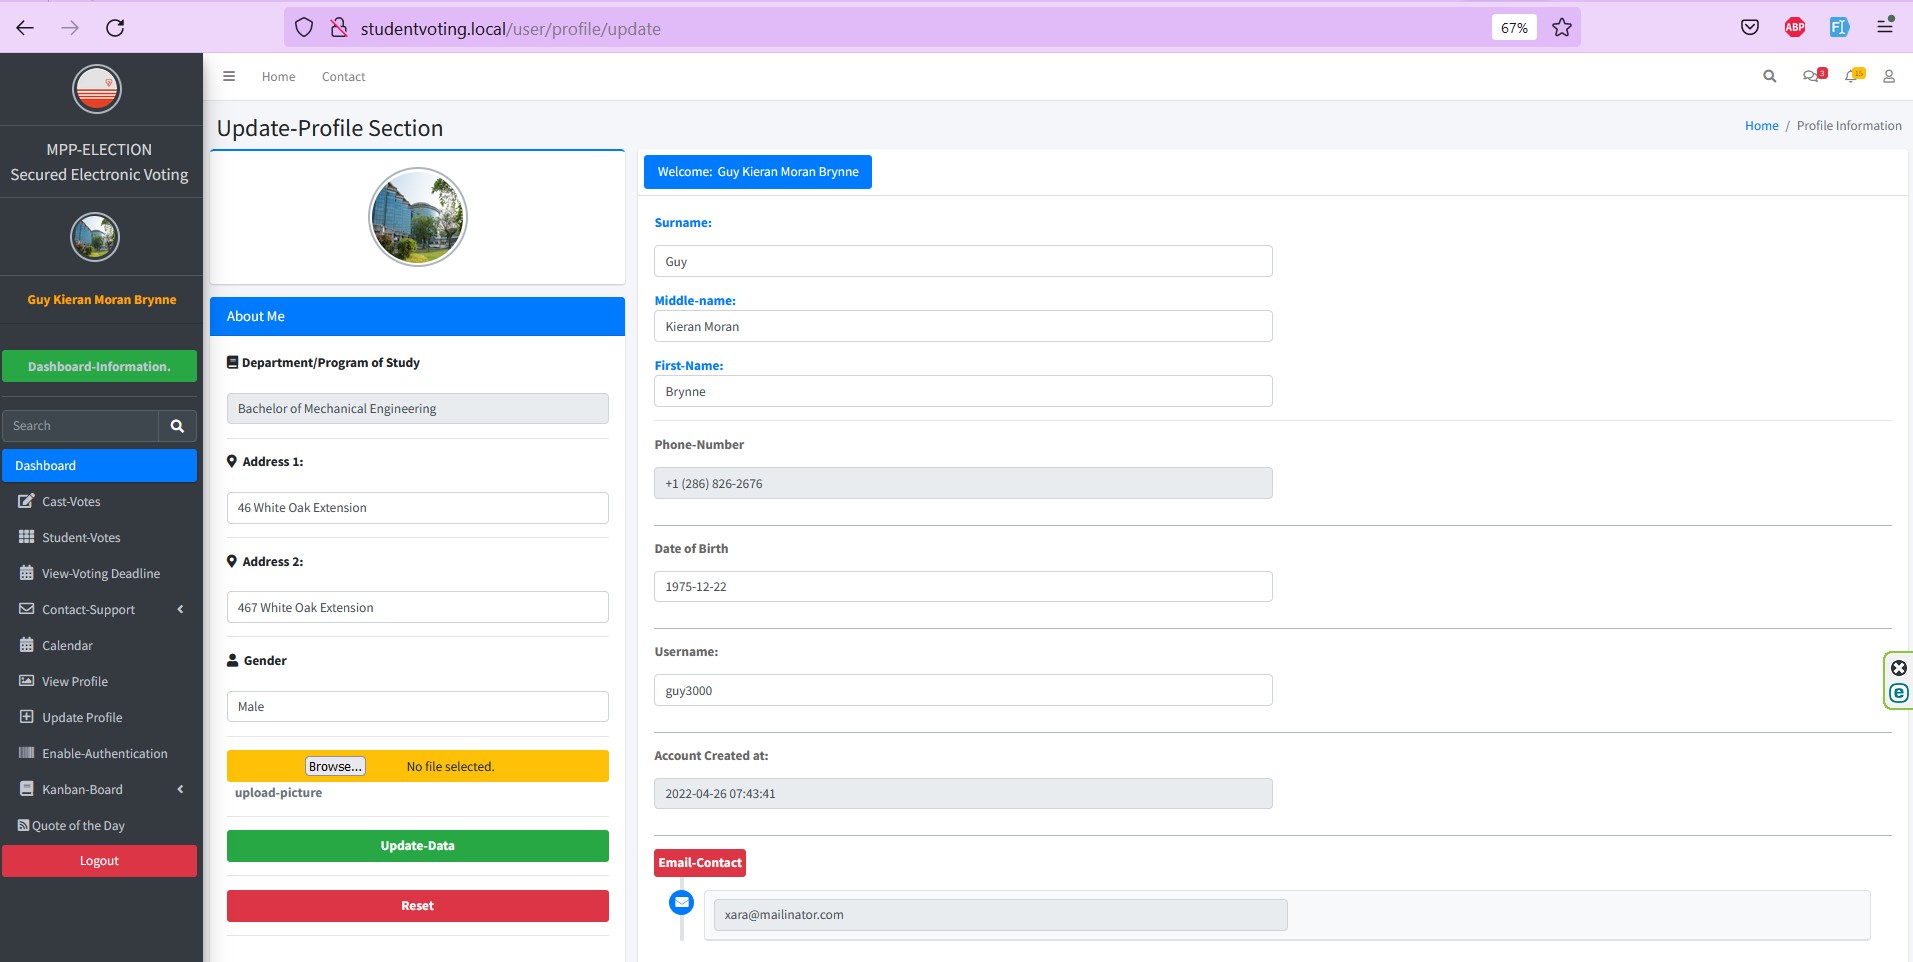 studentvoting.local/user/profile/update
67%
ABP
Home
Contact
3
15
MPP-ELECTION
Secured Electronic Voting
Guy Kieran Moran Brynne
Dashboard-Information.
Search
Dashboard
Cast-Votes
Student-Votes
View-Voting Deadline
Contact-Support
Calendar
View Profile
Update Profile
Enable-Authentication
Kanban-Board
Quote of the Day
Logout
Update-Profile Section
Home / Profile Information
About Me
Department/Program of Study
Bachelor of Mechanical Engineering
Address 1:
46 White Oak Extension
Address 2:
467 White Oak Extension
Gender
Male
Browse... No file selected.
upload-picture
Update-Data
Reset
Welcome: Guy Kieran Moran Brynne
Surname:
Guy
Middle-name:
Kieran Moran
First-Name:
Brynne
Phone-Number
+1 (286) 826-2676
Date of Birth
1975-12-22
Username:
guy3000
Account Created at:
2022-04-26 07:43:41
Email-Contact
xara@mailinator.com